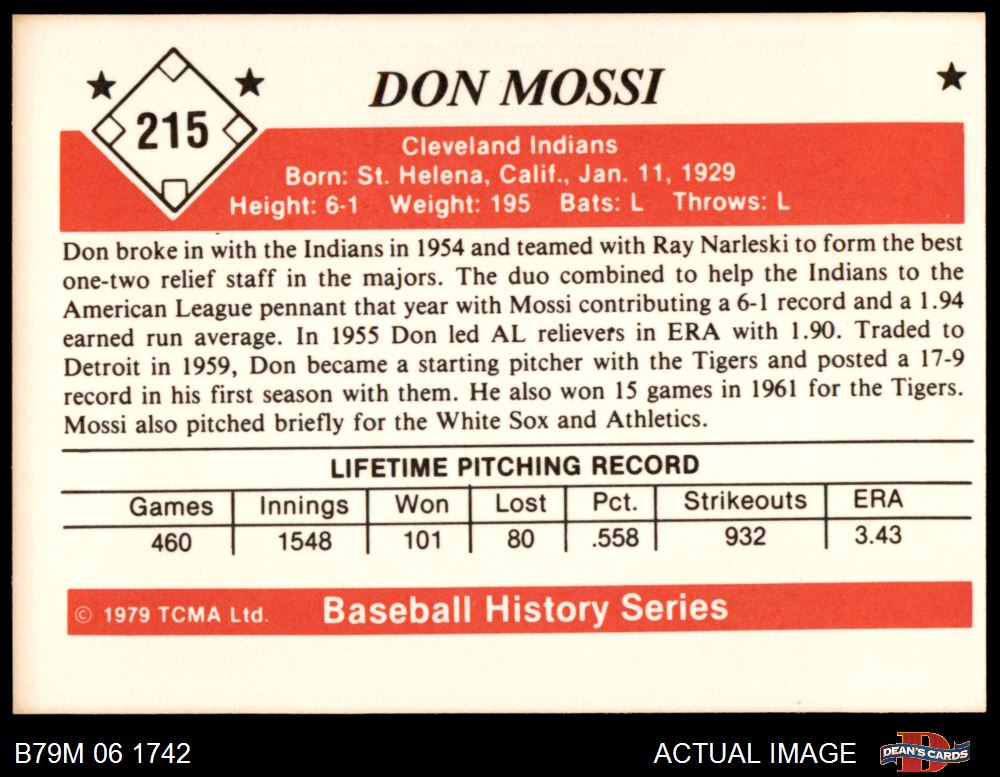 DON MOSSI
215
Cleveland Indians
Born: St. Helena, Calif., Jan. 11, 1929
Height: 6-1 Weight: 195 Bats: L Throws: L
Don broke in with the Indians in 1954 and teamed with Ray Narleski to form the best
one-two relief staff in the majors. The duo combined to help the Indians to the
American League pennant that year with Mossi contributing a 6-1 record and a 1.94
earned run average. In 1955 Don led AL relievers in ERA with 1.90. Traded to
Detroit in 1959, Don became a starting pitcher with the Tigers and posted a 17-9
record in his first season with them. He also won 15 games in 1961 for the Tigers.
Mossi also pitched briefly for the White Sox and Athletics.
LIFETIME PITCHING RECORD
Games Innings Won Lost Pct. Strikeouts ERA
460 1548 101 80 .558 932 3.43
© 1979 TCMA Ltd. Baseball History Series
B79M 06 1742 ACTUAL IMAGE DEAN'S CARDS